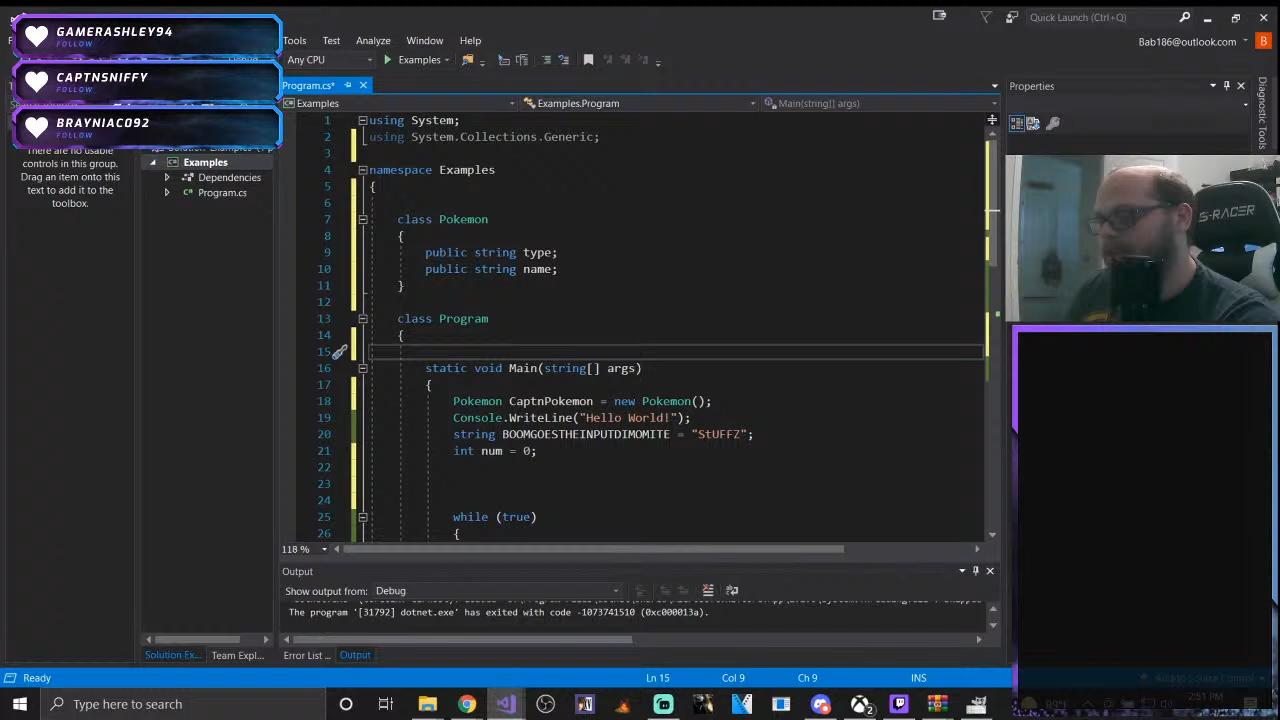 GAMERASHLEY94
FOLLOW
CAPTNSNIFFY
FOLLOW
BRAYNIAC092
FOLLOW
Tools Test Analyze Window Help
Quick Launch (Ctrl+Q)
Bab186@outlook.com B
Any CPU Examples
Program.cs*
Examples Examples.Program Main(string[] args)
Properties
Diagnostic Tools
There are no usable
controls in this group.
Drag an item onto this
text to add it to the
toolbox.
Examples
Dependencies
Program.cs
1 using System;
2 using System.Collections.Generic;
3
4 namespace Examples
5 {
6
7 class Pokemon
8 {
9 public string type;
10 public string name;
11 }
12
13 class Program
14 {
15
16 static void Main(string[] args)
17 {
18 Pokemon CaptnPokemon = new Pokemon();
19 Console.WriteLine("Hello World!");
20 string BOOMGOESTHEINPUTDIMOMITE = "StUFFZ";
21 int num = 0;
22
23
24
25 while (true)
26 {
S-RACER
118 %
Output
Show output from: Debug
The program '[31792] dotnet.exe' has exited with code -1073741510 (0xc000013a).
Solution Ex... Team Expl... Error List ... Output
Ready Ln 15 Col 9 Ch 9 INS
Type here to search
2:51 PM